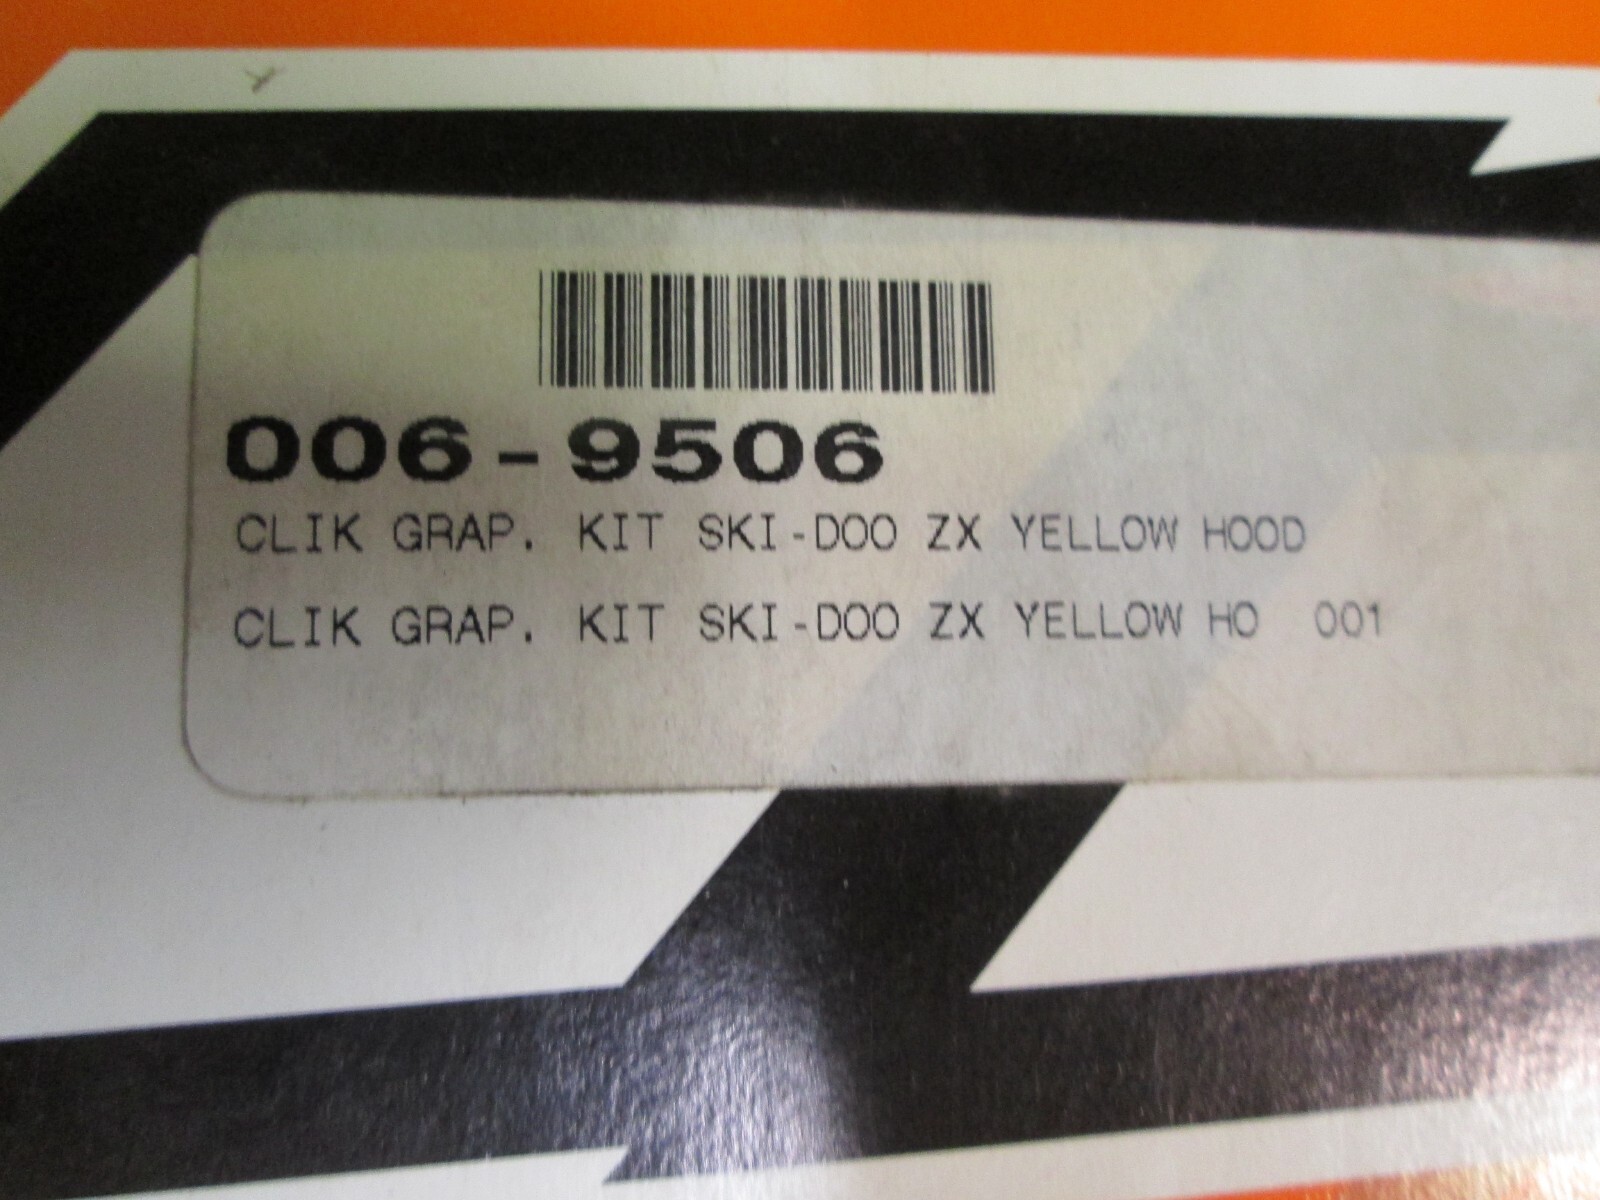 006-9506
CLIK GRAP. KIT SKI-DOO ZX YELLOW HOOD
CLIK GRAP. KIT SKI-DOO ZX YELLOW HO 001